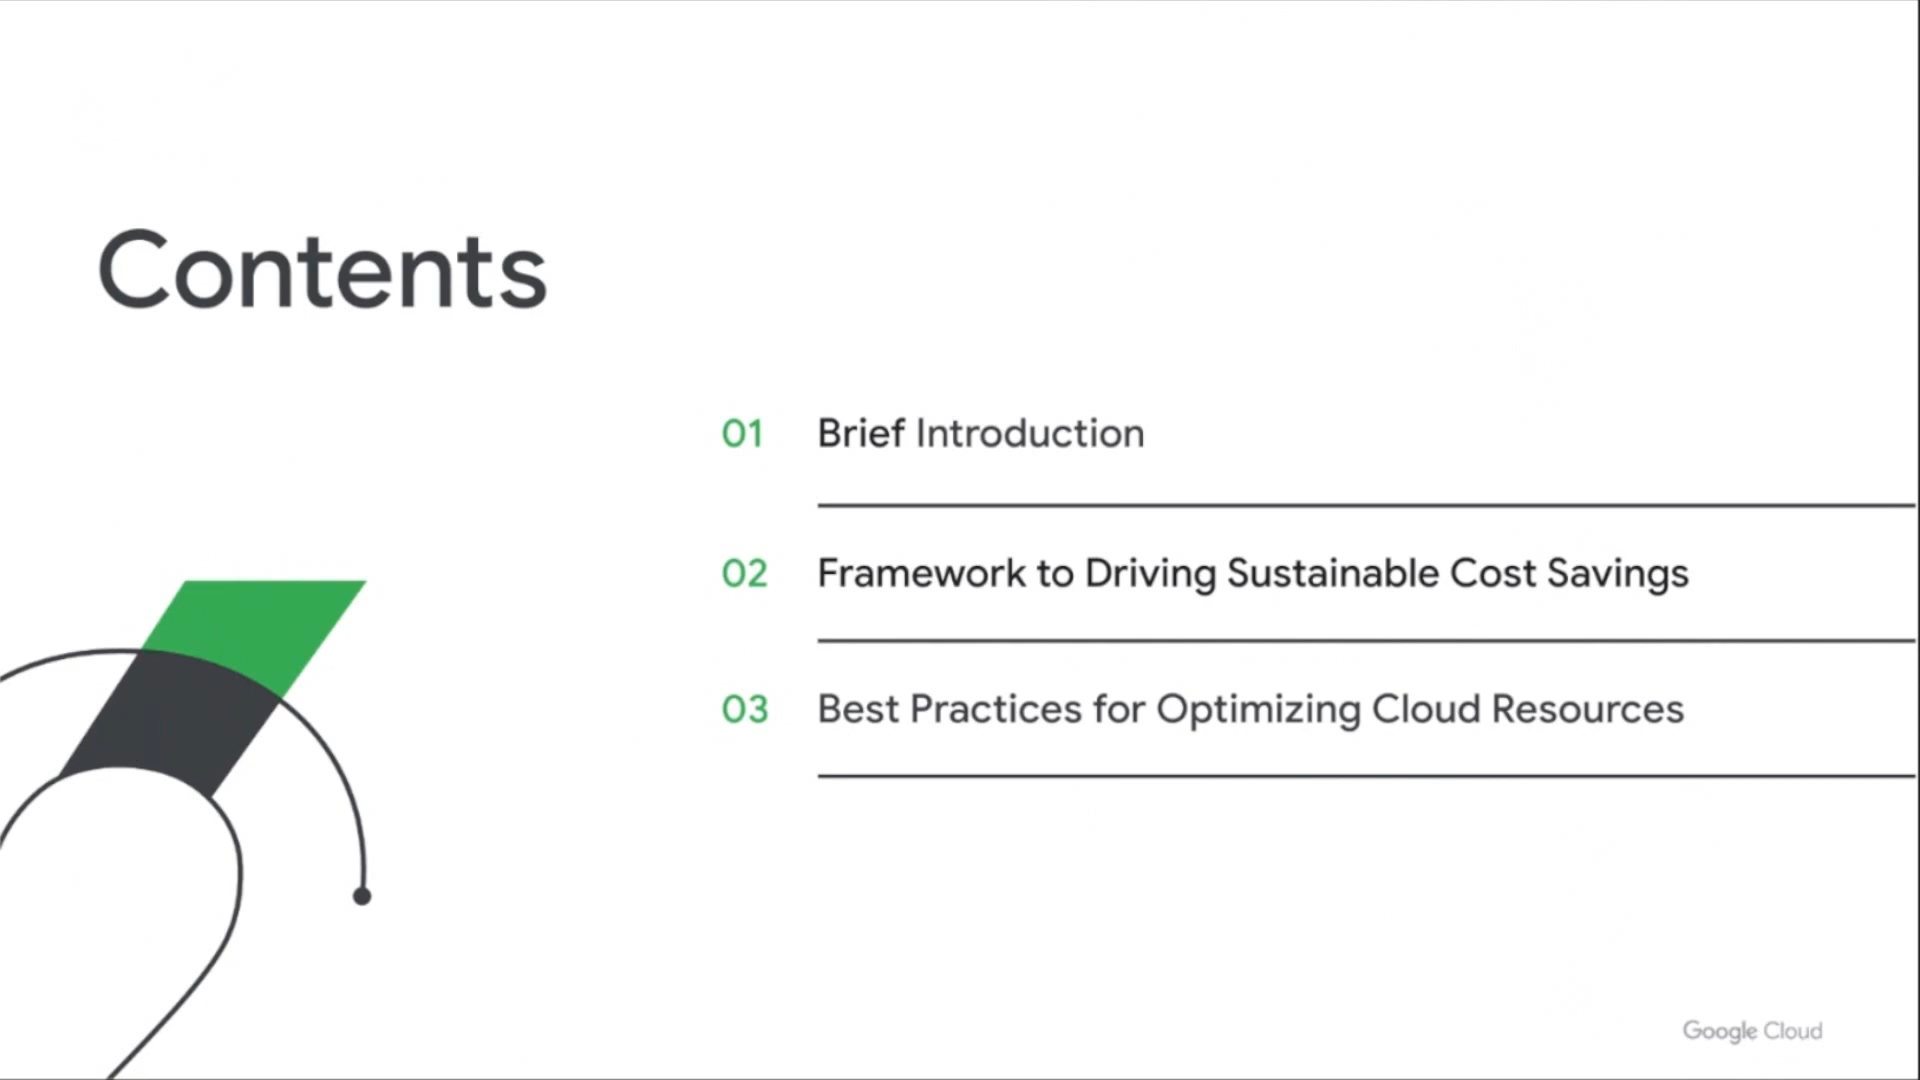 Contents
01 Brief Introduction
02 Framework to Driving Sustainable Cost Savings
03 Best Practices for Optimizing Cloud Resources
Google Cloud